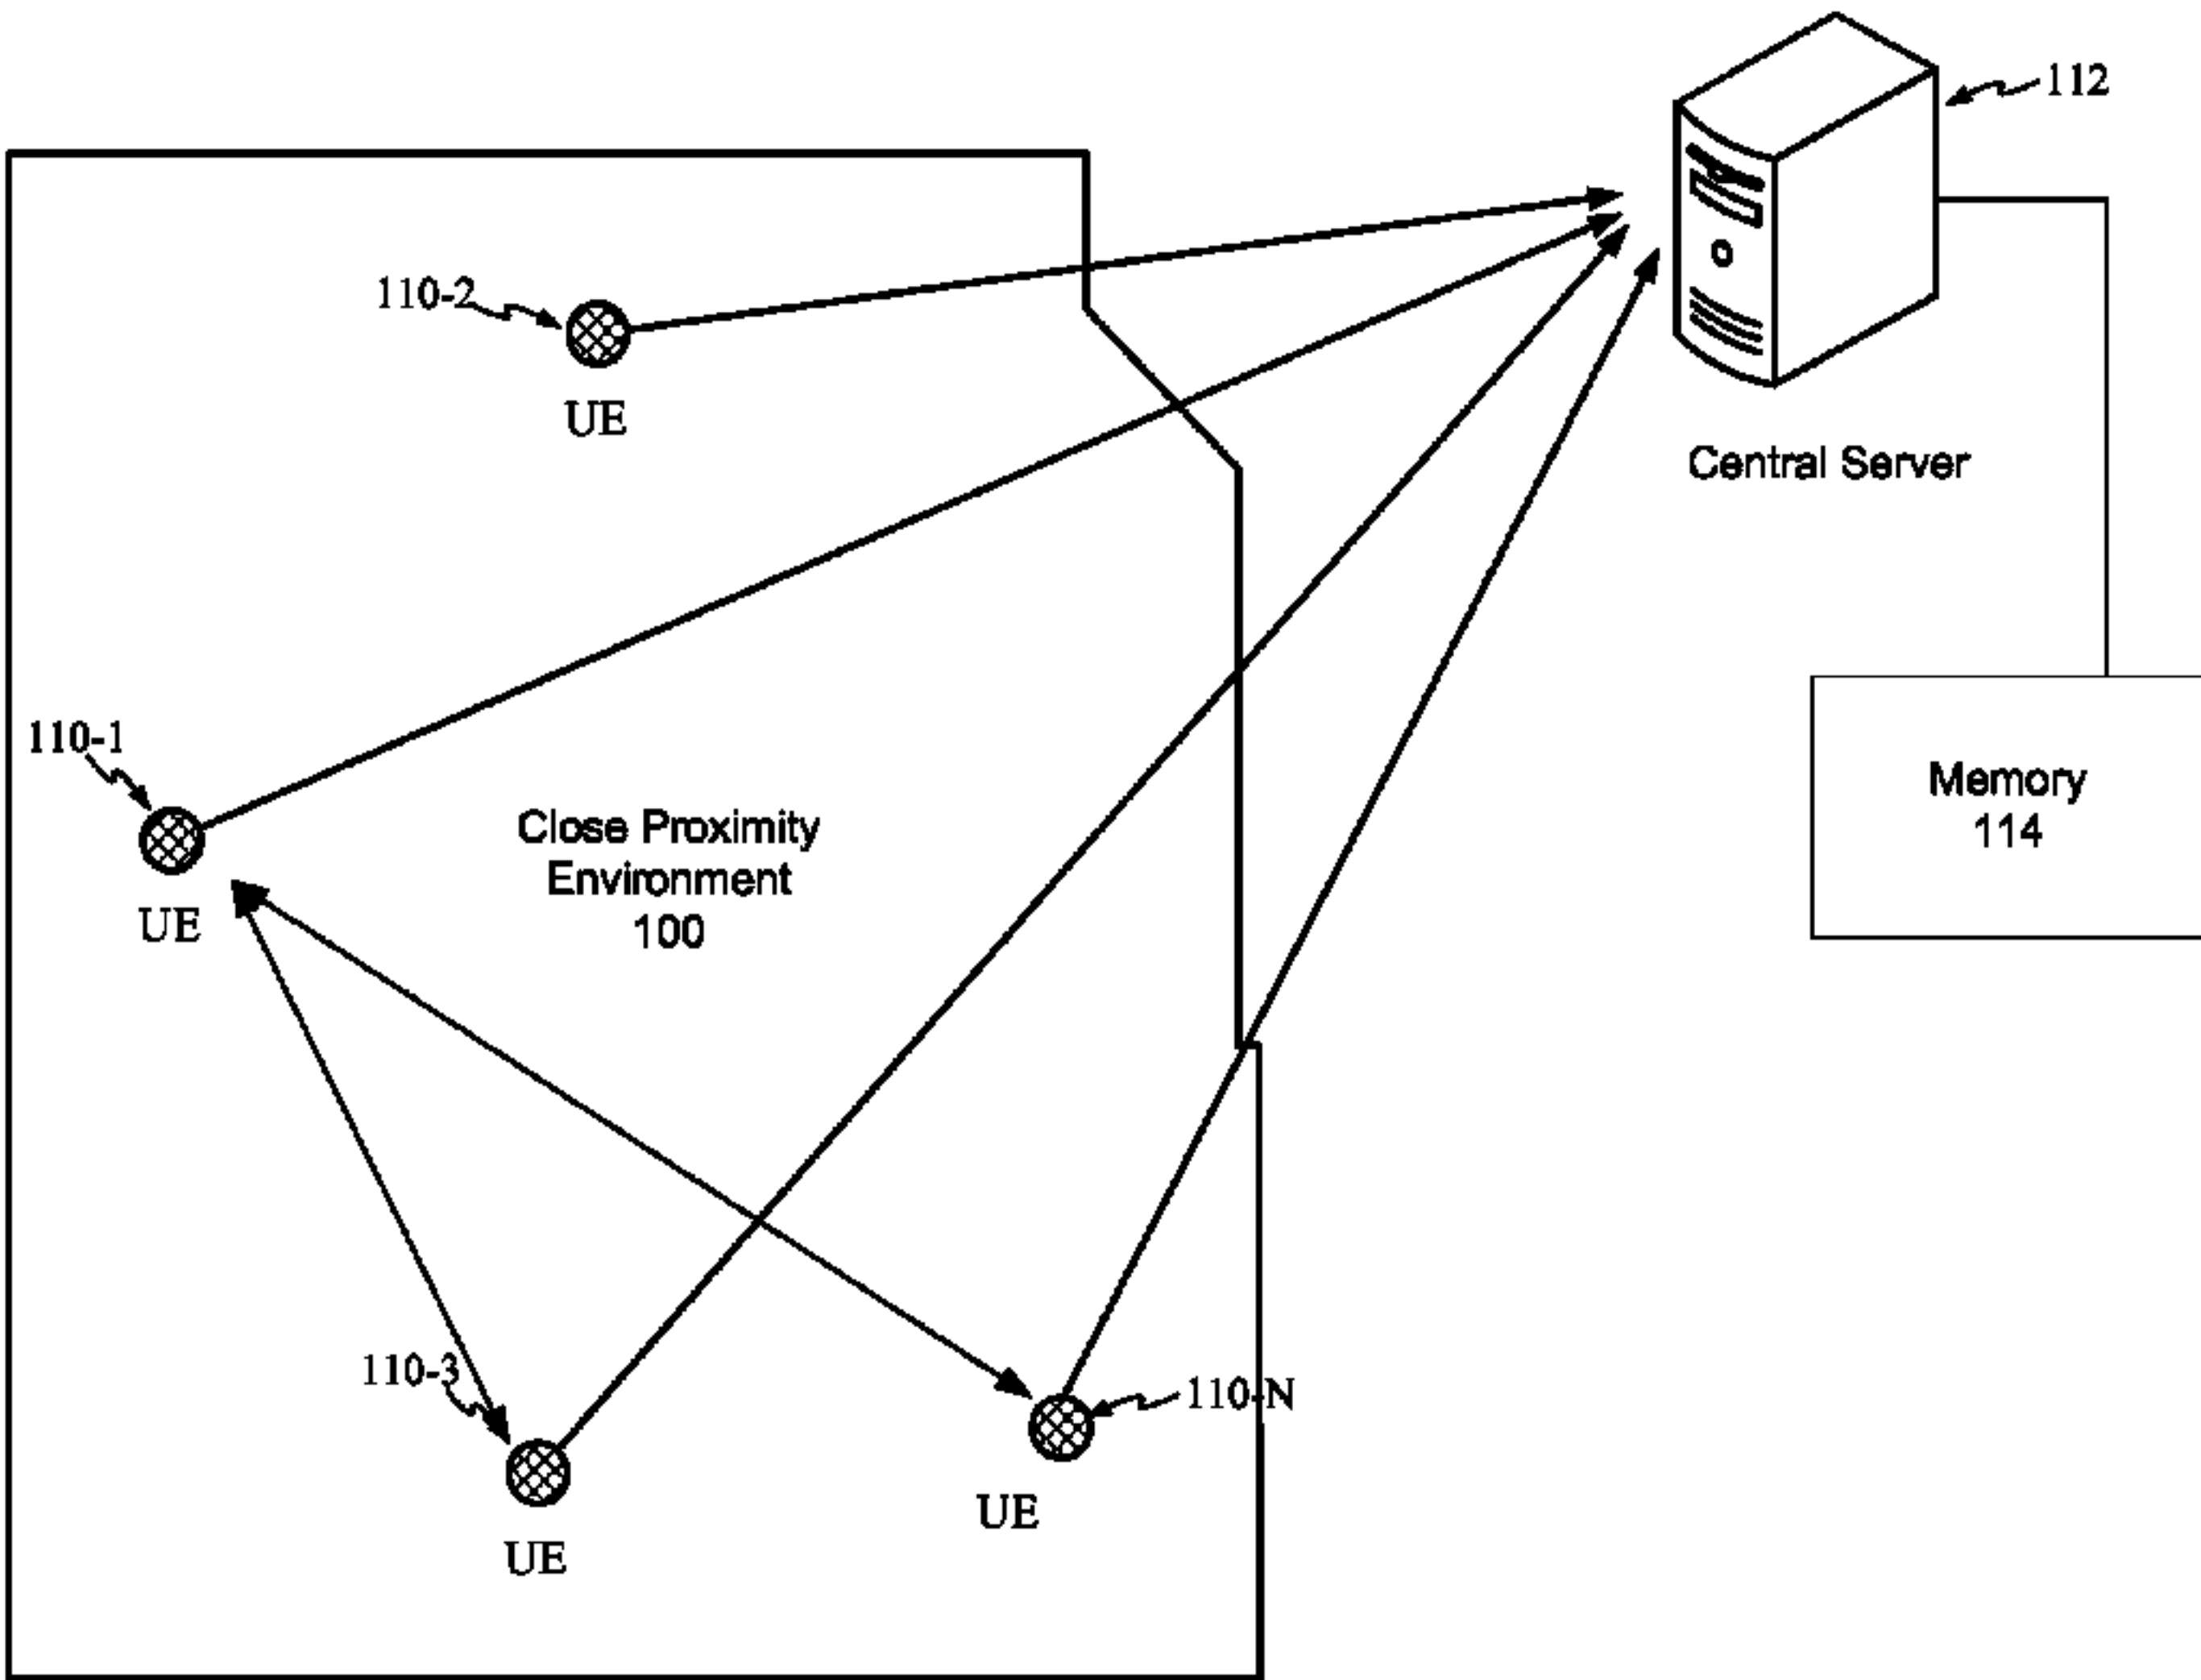 112
110-2
UE
Central Server
110-1
UE
Close Proximity
Environment
100
Memory
114
110-3
UE
110-N
UE